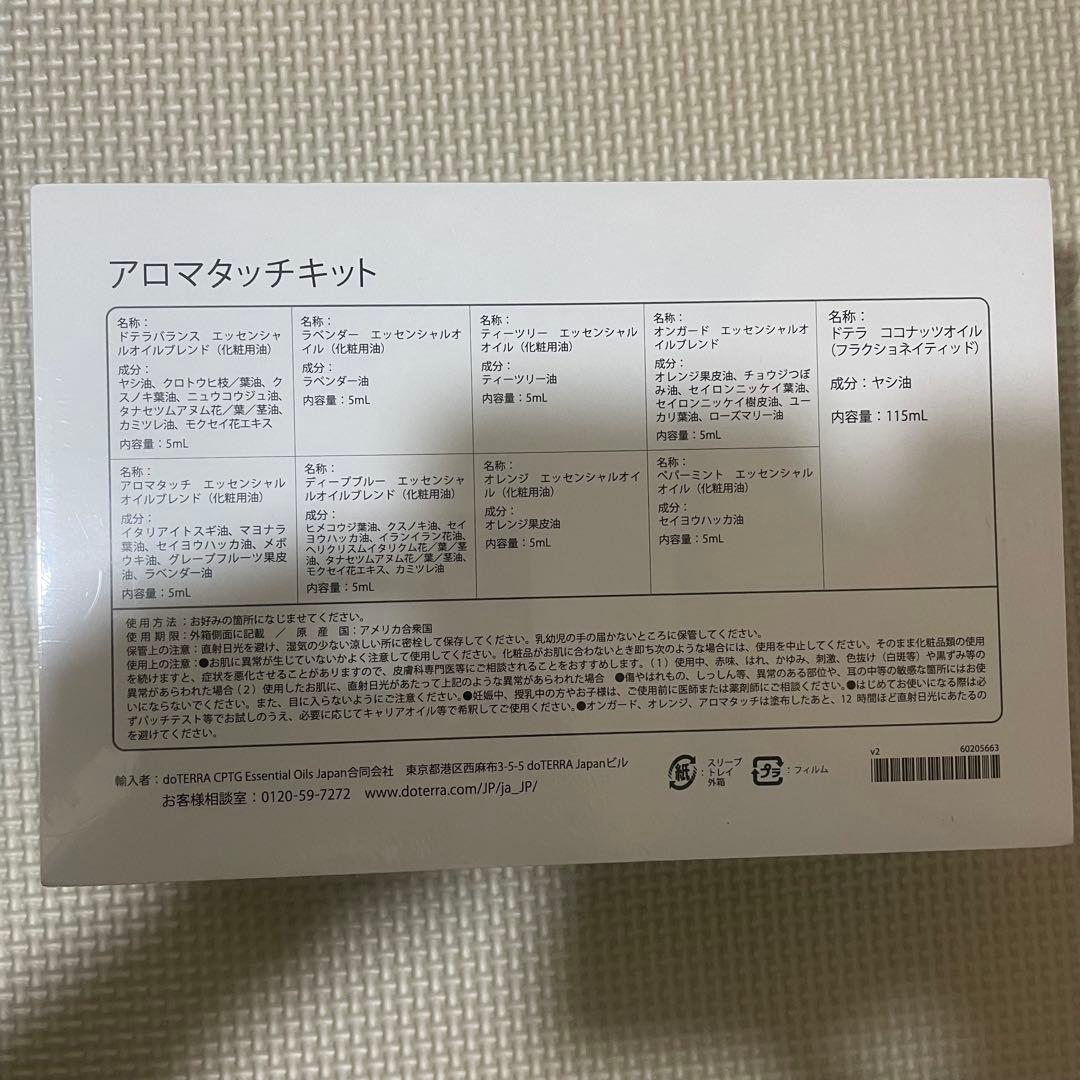 アロマタッチキット
名称：
ドテラバランス　エッセンシャ
ルオイルブレンド（化粧用油）
成分：
ヤシ油、クロトウヒ枝／葉油、ク
スノキ葉油、ニュウコウジュ油、
タナセツムアヌム花／葉／茎油、
カミツレ油、モクセイ花エキス
内容量：5mL
名称：
ラベンダー　エッセンシャルオ
イル（化粧用油）
成分：
ラベンダー油
内容量：5mL
名称：
ティーツリー　エッセンシャル
オイル（化粧用油）
成分：
ティーツリー油
内容量：5mL
名称：
オンガード　エッセンシャルオ
イルブレンド
成分：
オレンジ果皮油、チョウジつぼ
み油、セイロンニッケイ葉油、
セイロンニッケイ樹皮油、ユー
カリ葉油、ローズマリー油
内容量：5mL
名称：
ドテラ　ココナッツオイル
（フラクショネイティッド）
成分：ヤシ油
内容量：115mL
名称：
アロマタッチ　エッセンシャル
オイルブレンド（化粧用油）
成分：
イタリアイトスギ油、マヨナラ
葉油、セイヨウハッカ油、メボ
ウキ油、グレープフルーツ果皮
油、ラベンダー油
内容量：5mL
名称：
ディープブルー　エッセンシャ
ルオイルブレンド（化粧用油）
成分：
ヒメコウジ葉油、クスノキ油、セイ
ヨウハッカ油、イランイラン花油、
ヘリクリスムイタリクム花／葉／茎
油、タナセツムアヌム花／葉／茎油、
モクセイ花エキス、カミツレ油
内容量：5mL
名称：
オレンジ　エッセンシャルオイ
ル（化粧用油）
成分：
オレンジ果皮油
内容量：5mL
名称：
ペパーミント　エッセンシャル
オイル（化粧用油）
成分：
セイヨウハッカ油
内容量：5mL
使用方法：お好みの箇所になじませてください。
使用期限：外箱側面に記載　／　原　産　国：アメリカ合衆国
保管上の注意：直射日光を避け、湿気の少ない涼しい所に密栓して保存してください。乳幼児の手の届かないところに保管してください。
使用上の注意：●お肌に異常が生じていないかよく注意して使用してください。化粧品がお肌に合わないとき即ち次のような場合には、使用を中止してください。そのまま化粧品類の使用
を続けますと、症状を悪化させることがありますので、皮膚科専門医等にご相談されることをおすすめします。（1）使用中、赤味、はれ、かゆみ、刺激、色抜け（白斑等）や黒ずみ等の
異常があらわれた場合（2）使用したお肌に、直射日光があたって上記のような異常があらわれた場合　●傷やはれもの、しっしん等、異常のある部位や、耳の中等の敏感な箇所にはお使
いにならないでください。また、目に入らないようにご注意ください。●妊娠中、授乳中の方やお子様は、ご使用前に医師または薬剤師にご相談ください。●はじめてお使いになる際は必
ずパッチテスト等でお試しのうえ、必要に応じてキャリアオイル等で希釈してご使用ください。●オンガード、オレンジ、アロマタッチは塗布したあと、12時間ほど直射日光にあたるの
を避けてください。
輸入者：doTERRA CPTG Essential Oils Japan合同会社　東京都港区西麻布3-5-5 doTERRA Japanビル
お客様相談室：0120-59-7272　www.doterra.com/JP/ja_JP/
紙
スリーブ
：トレイ
外箱
プラ
：フィルム
v2
60205663